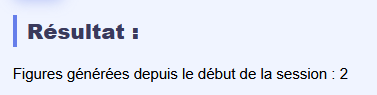 Résultat :
Figures générées depuis le début de la session : 2